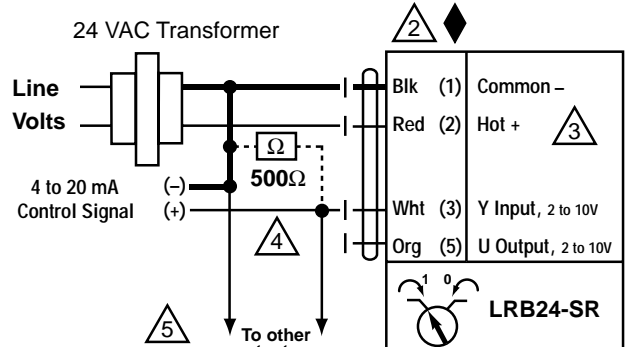 24 VAC Transformer
2
Line
Volts
Blk (1) Common –
Red (2) Hot +
3
Ω
500Ω
4 to 20 mA (–)
Control Signal (+)
Wht (3) Y Input, 2 to 10V
4
Org (5) U Output, 2 to 10V
1 0
LRB24-SR
5
To other